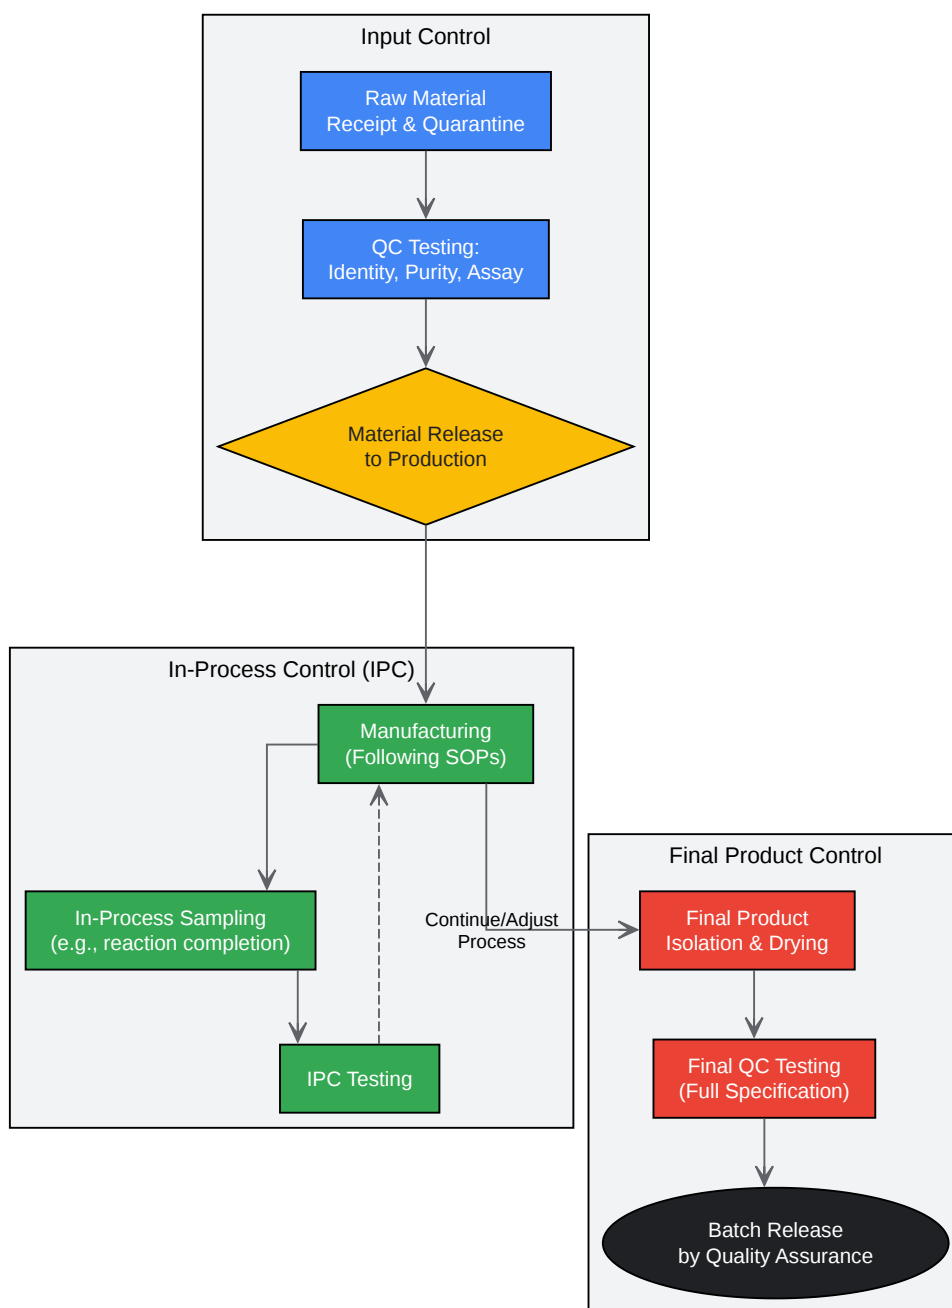 Input Control
Raw Material
Receipt & Quarantine
QC Testing:
Identity, Purity, Assay
Material Release
to Production
In-Process Control (IPC)
Manufacturing
(Following SOPs)
In-Process Sampling
(e.g., reaction completion)
IPC Testing
Continue/Adjust
Process
Final Product Control
Final Product
Isolation & Drying
Final QC Testing
(Full Specification)
Batch Release
by Quality Assurance